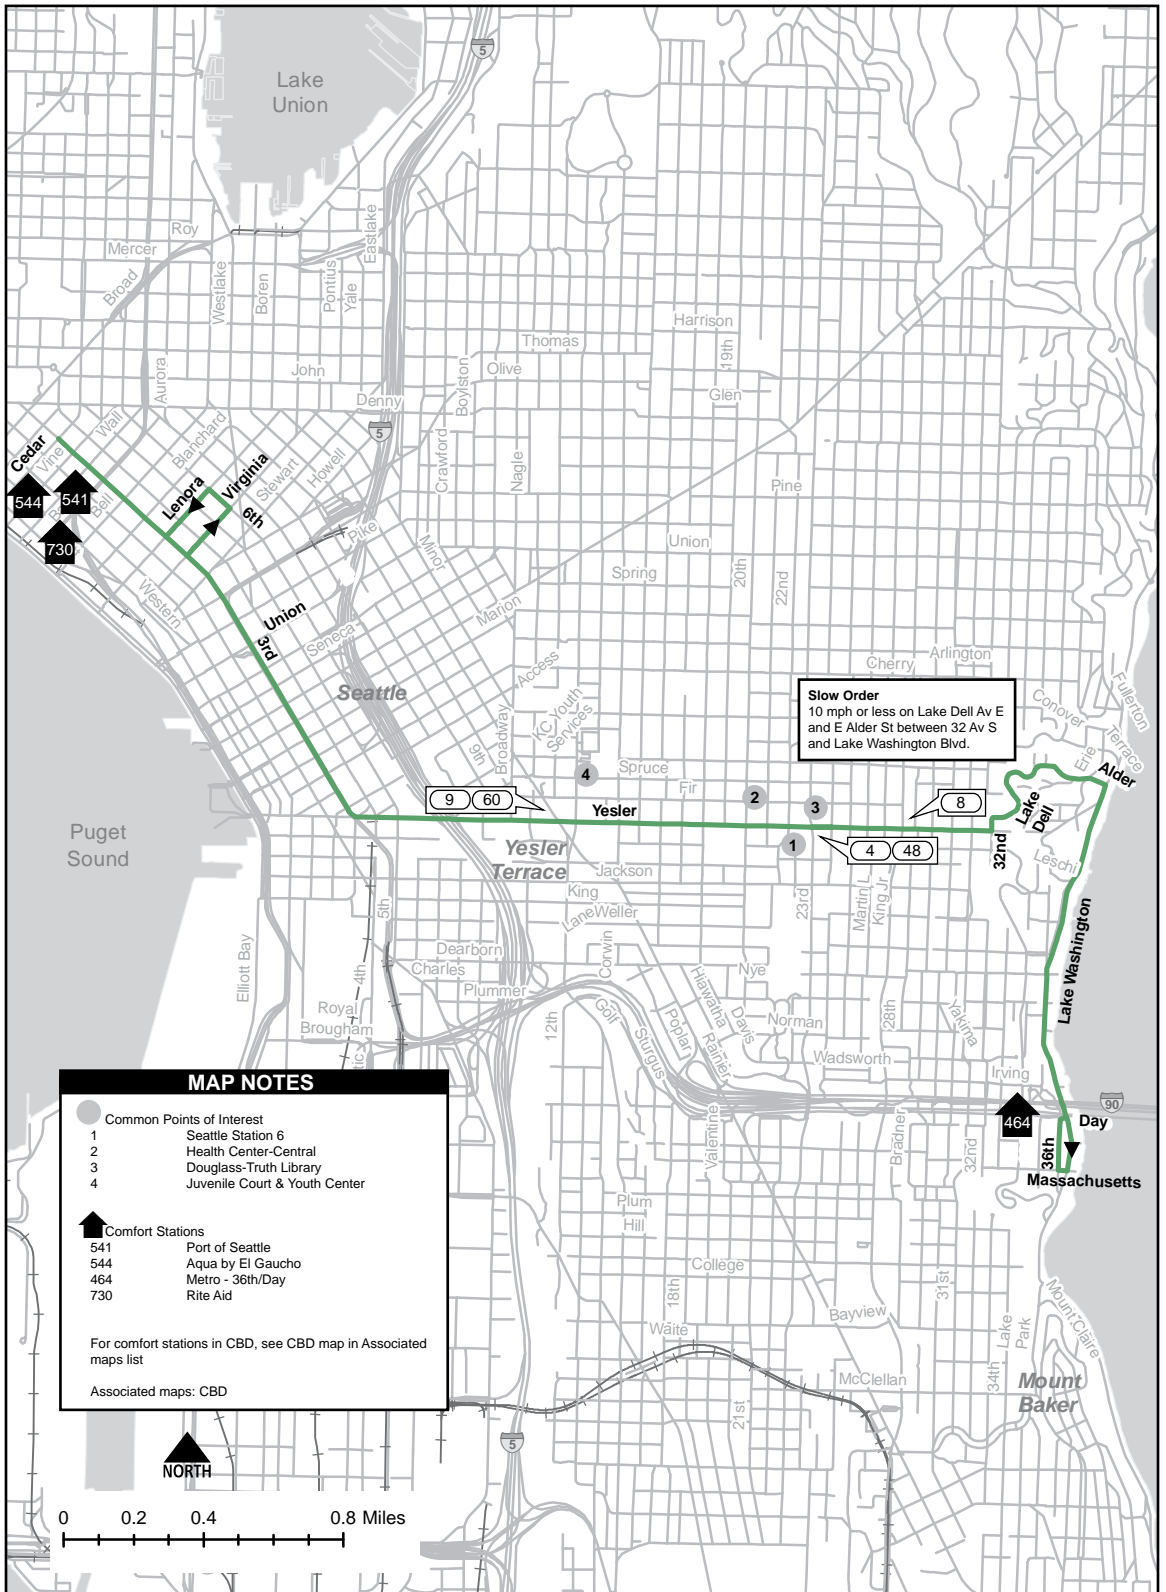 5
Lake
Union
Roy
Mercer
Broad
Westlake
Boren
Pontius
Yale
Eastlake
Harrison
Thomas
19th
Aurora
John
Olive
Boylston
Glen
Denny
5
Wall
Cedar
Vine
Blanchard
Virginia
Stewart
Howell
Crawford
Nagle
Lenora
6th
Bell
544
541
730
Pine
Pike
Minor
Union
20th
22nd
Spring
Western
Marion
Union
Seneca
3rd
Access
Cherry
Arlington
Seattle
KC Youth
Services
Broadway
9th
Slow Order
10 mph or less on Lake Dell Av E
and E Alder St between 32 Av S
and Lake Washington Blvd.
Conover
Fullerton
Terrace
Erie
Alder
4
Spruce
Fir
2
3
9
60
Yesler
8
Lake
Dell
Puget
Sound
Yesler
Terrace
1
4
48
32nd
Leschi
Jackson
King
Lane
Weller
5th
23rd
Martin L
King Jr
Lake Washington
Elliott Bay
4th
Dearborn
Charles
Plummer
Corwin
Nye
Hiawatha
Davis
Royal
Brougham
12th
Golf
Sturgus
Poplar
Rainier
Norman
28th
Yakima
Wadsworth
Irving
tic
90
464
Day
Valentine
Bradner
32nd
36th
Massachusetts
MAP NOTES
Common Points of Interest
1 Seattle Station 6
2 Health Center-Central
3 Douglass-Truth Library
4 Juvenile Court & Youth Center
Comfort Stations
541 Port of Seattle
544 Aqua by El Gaucho
464 Metro - 36th/Day
730 Rite Aid
For comfort stations in CBD, see CBD map in Associated
maps list
Associated maps: CBD
Plum
Hill
College
18th
31st
Bayview
Waite
Lake
Park
Mount Claire
34th
McClellan
Mount
Baker
21st
5
NORTH
0 0.2 0.4 0.8 Miles